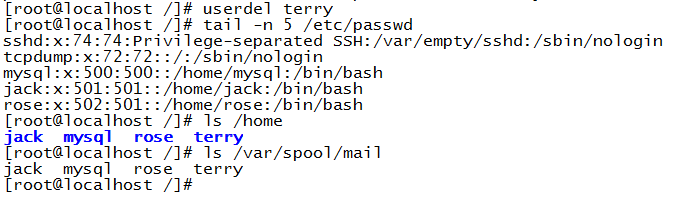 [root@localhost /]# userdel terry
[root@localhost /]# tail -n 5 /etc/passwd
sshd:x:74:74:Privilege-separated SSH:/var/empty/sshd:/sbin/nologin
tcpdump:x:72:72::/:/sbin/nologin
mysql:x:500:500::/home/mysql:/bin/bash
jack:x:501:501::/home/jack:/bin/bash
rose:x:502:501::/home/rose:/bin/bash
[root@localhost /]# ls /home
jack  mysql  rose  terry
[root@localhost /]# ls /var/spool/mail
jack  mysql  rose  terry
[root@localhost /]#